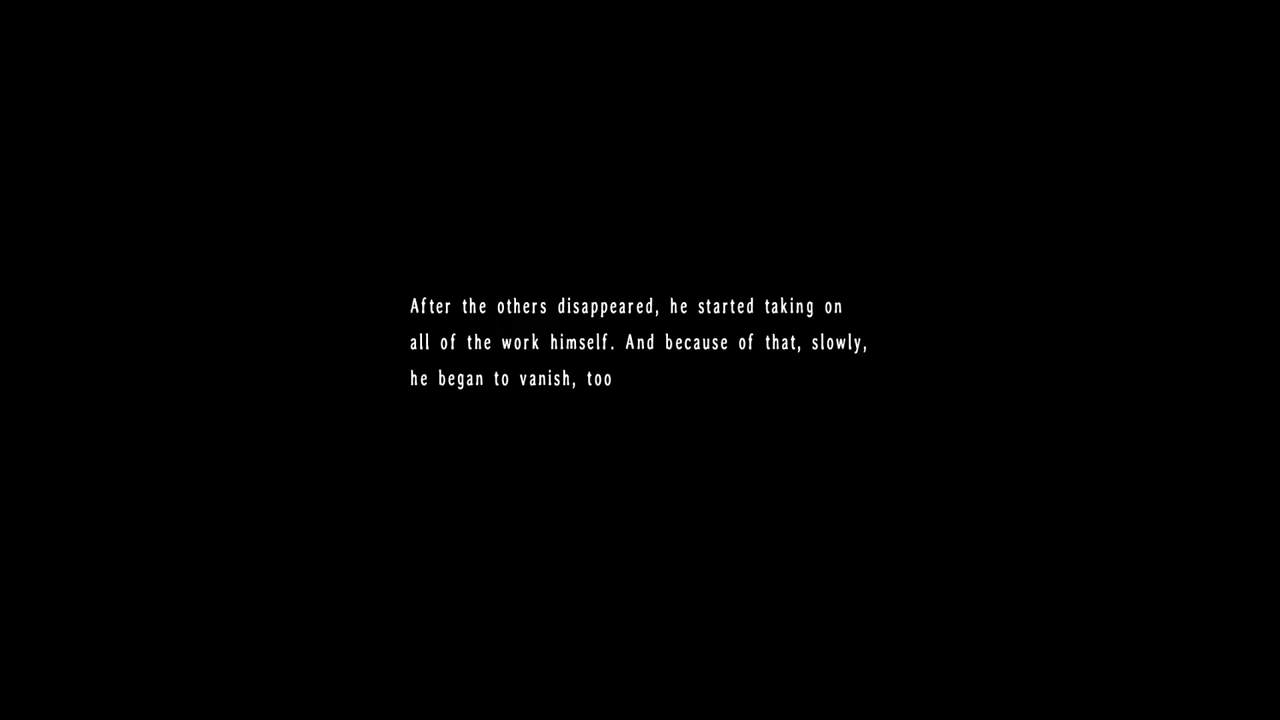 After the others disappeared, he started taking on
all of the work himself. And because of that, slowly,
he began to vanish, too